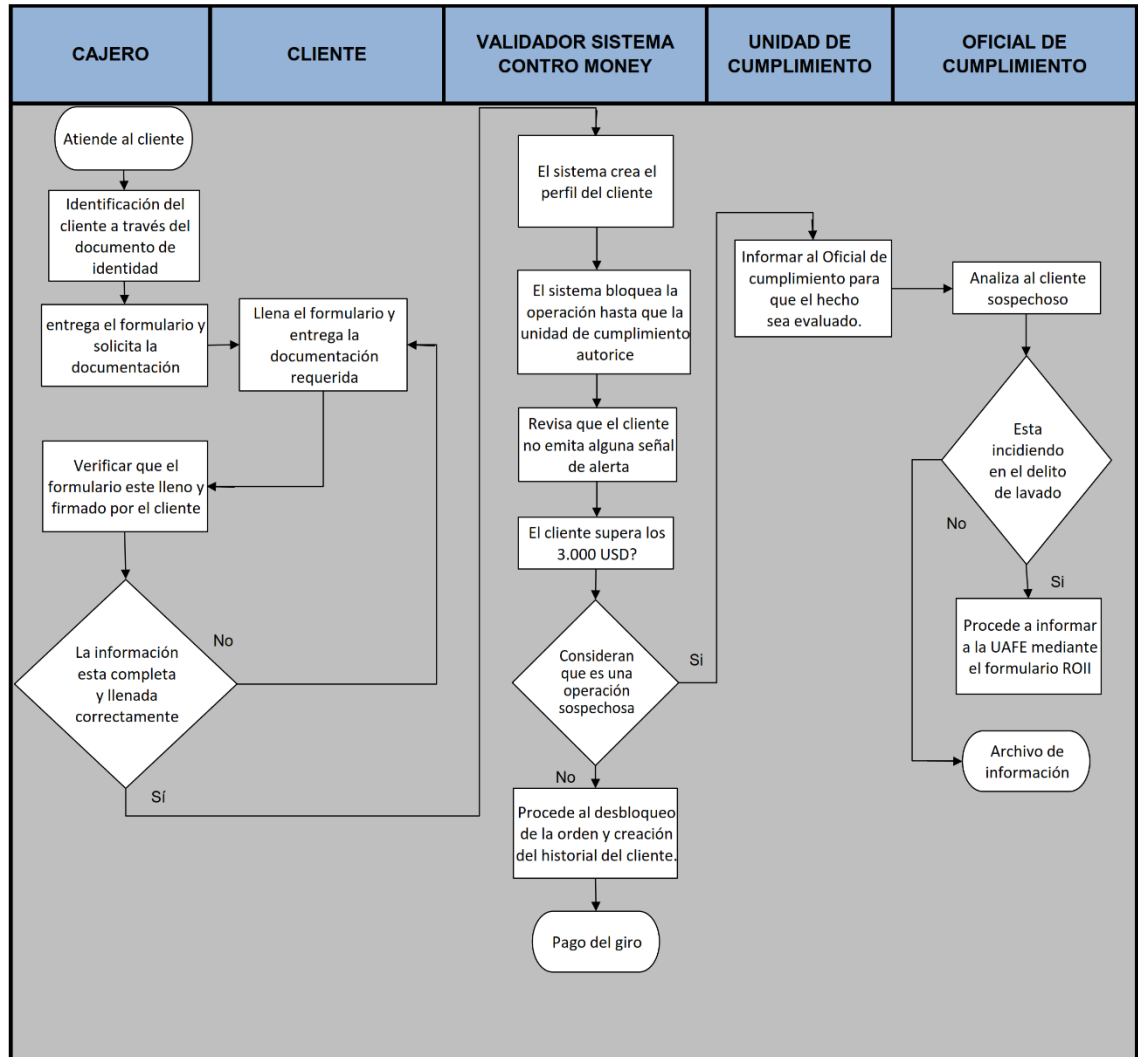 CAJERO
CLIENTE
VALIDADOR SISTEMA
CONTRO MONEY
UNIDAD DE
CUMPLIMIENTO
OFICIAL DE
CUMPLIMIENTO
Atiende al cliente
Identificación del
cliente a través del
documento de
identidad
entrega el formulario y
solicita la
documentación
Llena el formulario y
entrega la
documentación
requerida
Verificar que el
formulario este lleno y
firmado por el cliente
La información
esta completa
y llenada
correctamente
No
Sí
El sistema crea el
perfil del cliente
El sistema bloquea la
operación hasta que la
unidad de cumplimiento
autorice
Revisa que el cliente
no emita alguna señal
de alerta
El cliente supera los
3.000 USD?
Consideran
que es una
operación
sospechosa
Si
No
Procede al desbloqueo
de la orden y creación
del historial del cliente.
Pago del giro
Informar al Oficial de
cumplimiento para
que el hecho
sea evaluado.
Analiza al cliente
sospechoso
Esta
incidiendo
en el delito
de lavado
No
Si
Procede a informar
a la UAFE mediante
el formulario ROII
Archivo de
información